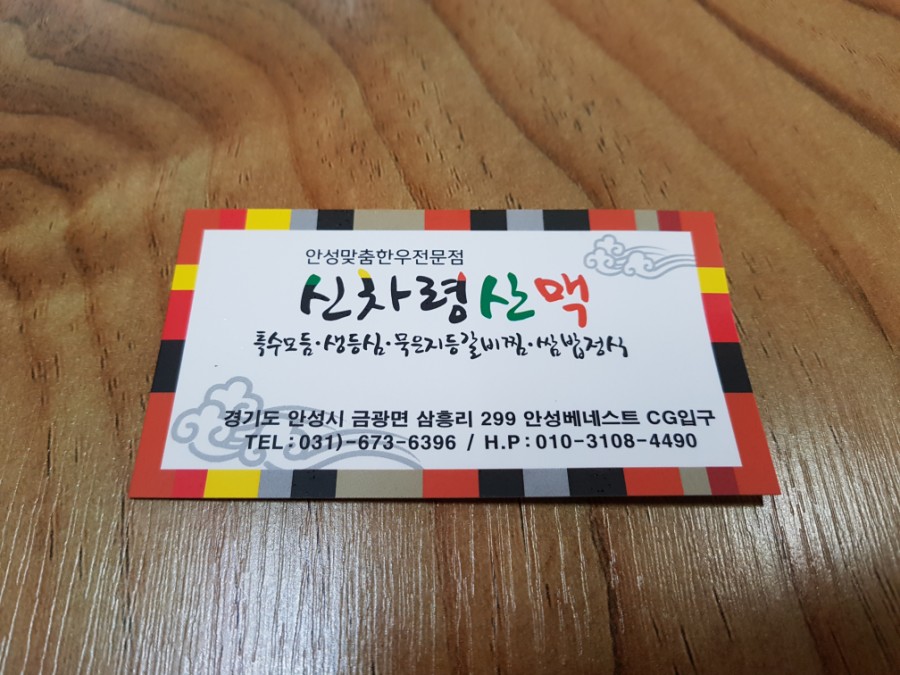 안성맞춤한우전문점
신차령산맥
특수모듬·생등심·묵은지등갈비찜·쌈밥정식
경기도 안성시 금광면 삼흥리 299 안성베네스트 CG입구
TEL:031)-673-6396 / H.P:010-3108-4490